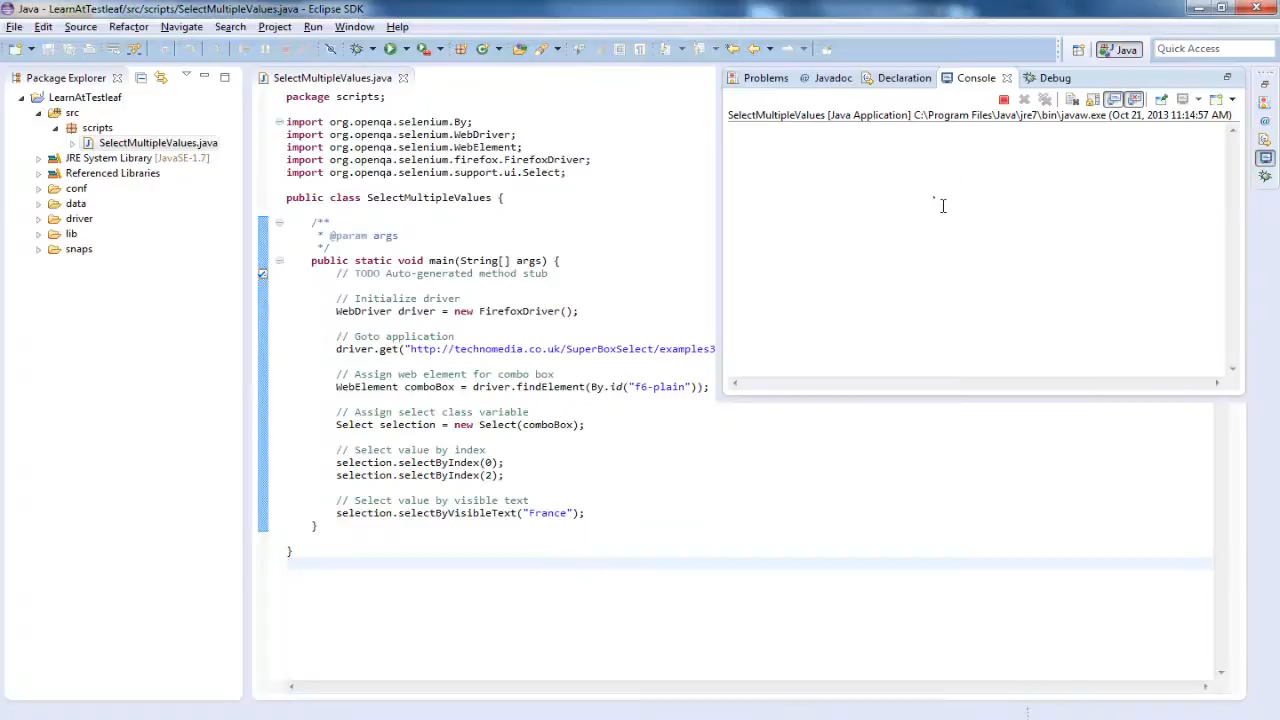 Java - LearnAtTestleaf/src/scripts/SelectMultipleValues.java - Eclipse SDK
File Edit Source Refactor Navigate Search Project Run Window Help
Java Quick Access
Package Explorer
LearnAtTestleaf
src
scripts
SelectMultipleValues.java
JRE System Library [JavaSE-1.7]
Referenced Libraries
conf
data
driver
lib
snaps
SelectMultipleValues.java
package scripts;
import org.openqa.selenium.By;
import org.openqa.selenium.WebDriver;
import org.openqa.selenium.WebElement;
import org.openqa.selenium.firefox.FirefoxDriver;
import org.openqa.selenium.support.ui.Select;
public class SelectMultipleValues {
/**
* @param args
*/
public static void main(String[] args) {
// TODO Auto-generated method stub
// Initialize driver
WebDriver driver = new FirefoxDriver();
// Goto application
driver.get("http://technomedia.co.uk/SuperBoxSelect/examples3
// Assign web element for combo box
WebElement comboBox = driver.findElement(By.id("f6-plain"));
// Assign select class variable
Select selection = new Select(comboBox);
// Select value by index
selection.selectByIndex(0);
selection.selectByIndex(2);
// Select value by visible text
selection.selectByVisibleText("France");
}
}
Problems @ Javadoc Declaration Console Debug
SelectMultipleValues [Java Application] C:\Program Files\Java\jre7\bin\javaw.exe (Oct 21, 2013 11:14:57 AM)